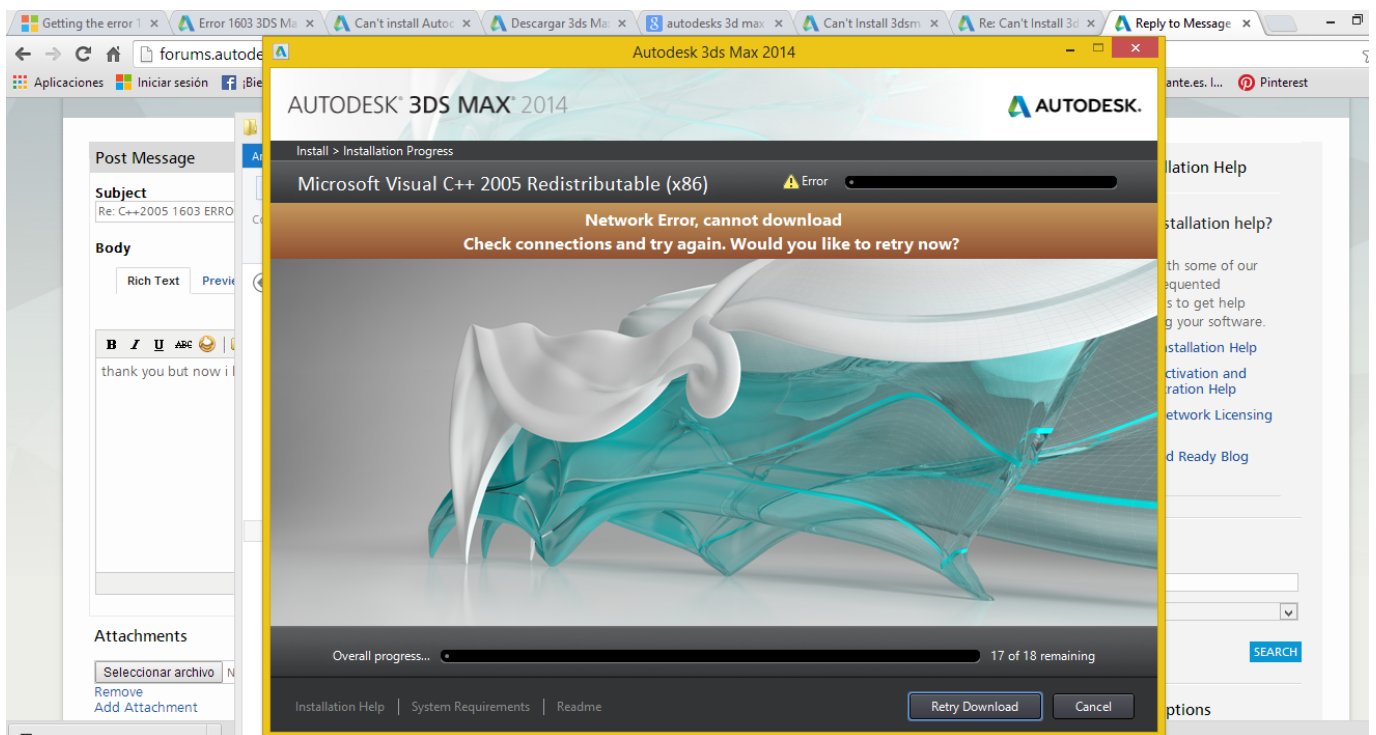 Getting the error 1
Error 1603 3DS Ma
Can't install Autoc
Descargar 3ds Ma
autodesks 3d max
Can't Install 3dsm
Re: Can't Install 3d
Reply to Message
forums.autode
Autodesk 3ds Max 2014
Aplicaciones
Iniciar sesión
¡Bie
ante.es. l...
Pinterest
AUTODESK® 3DS MAX® 2014
AUTODESK.
Install > Installation Progress
Post Message
Microsoft Visual C++ 2005 Redistributable (x86)
Error
llation Help
Subject
Re: C++2005 1603 ERRO
Network Error, cannot download
Check connections and try again. Would you like to retry now?
stallation help?
Body
Rich Text
Previe
th some of our
equented
s to get help
g your software.
B I U ABC
nstallation Help
thank you but now i
ctivation and
ration Help
etwork Licensing
d Ready Blog
Attachments
Seleccionar archivo
N
Remove
Add Attachment
Overall progress...
17 of 18 remaining
SEARCH
Installation Help | System Requirements | Readme
Retry Download
Cancel
ptions